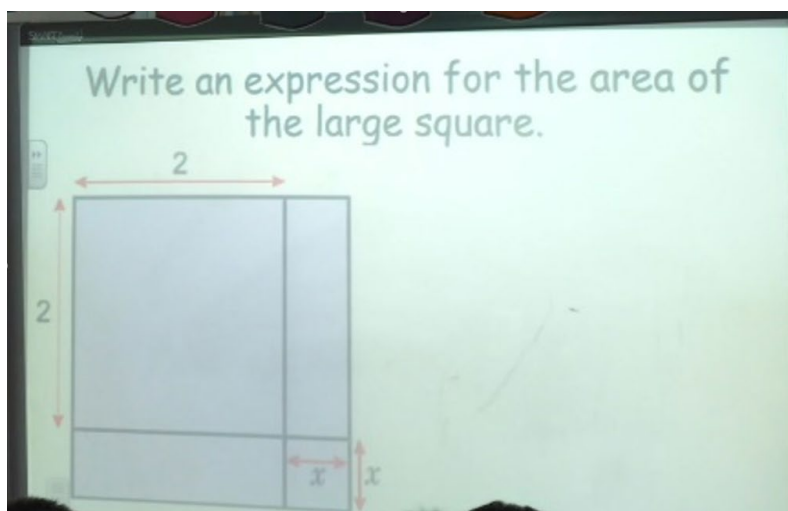 Write an expression for the area of
the large square.
2
2
x
x